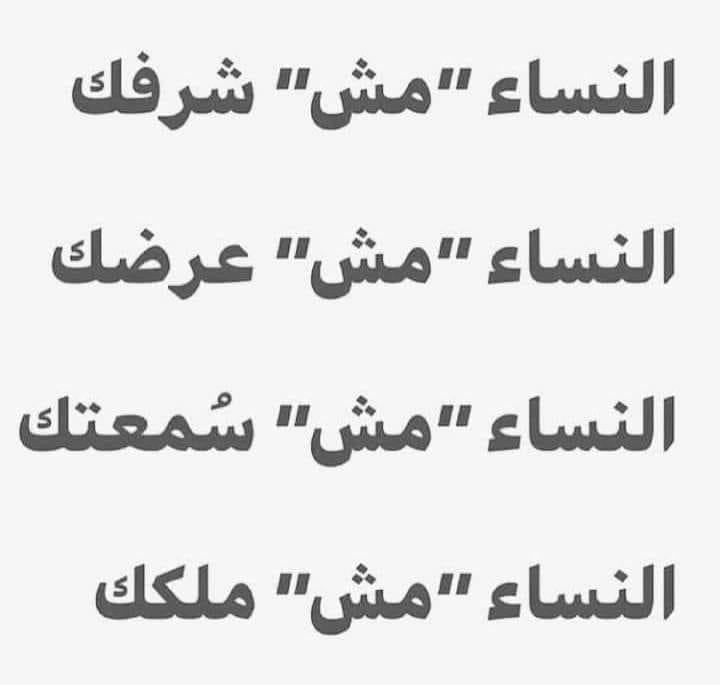 النساء "مش" شرفك
النساء "مش" عرضك
النساء "مش" سُمعتك
النساء "مش" ملكك